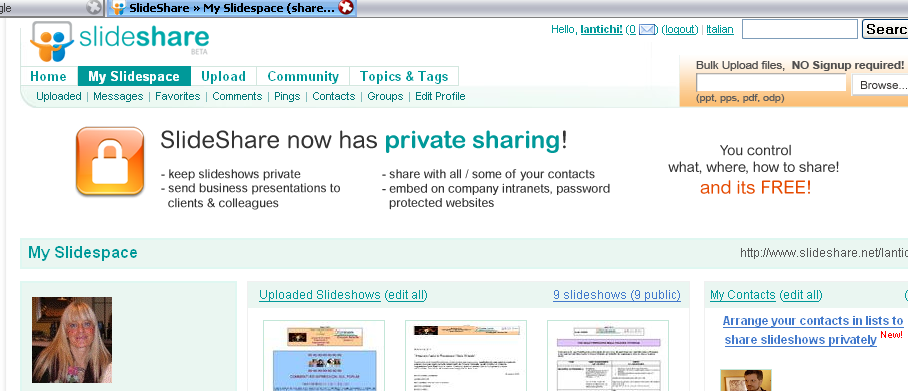 gle
SlideShare » My Slidespace (share...
slideshare
BETA
Hello, lantichi! (0 ) (logout) | Italian
Searc
Home My Slidespace Upload Community Topics & Tags
Uploaded | Messages | Favorites | Comments | Pings | Contacts | Groups | Edit Profile
Bulk Upload files, NO Signup required!
Browse...
(ppt, pps, pdf, odp)
SlideShare now has private sharing!
- keep slideshows private
- send business presentations to
clients & colleagues
- share with all / some of your contacts
- embed on company intranets, password
protected websites
You control
what, where, how to share!
and its FREE!
My Slidespace
http://www.slideshare.net/lantic
Uploaded Slideshows (edit all)
9 slideshows (9 public)
My Contacts (edit all)
Arrange your contacts in lists to
share slideshows privately New!